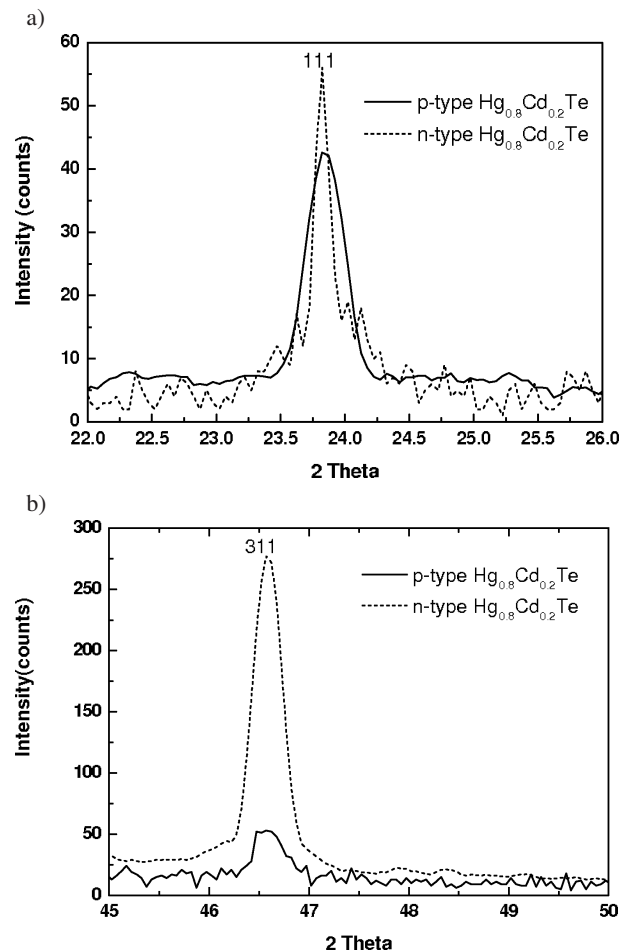 a)
60
111
p-type Hg0.8Cd0.2Te
50
n-type Hg0.8Cd0.2Te
40
Intensity (counts)
30
20
10
0
22.0 22.5 23.0 23.5 24.0 24.5 25.0 25.5 26.0
2 Theta
b)
300
311
p-type Hg0.8Cd0.2Te
250
n-type Hg0.8Cd0.2Te
200
Intensity(counts)
150
100
50
0
45 46 47 48 49 50
2 Theta